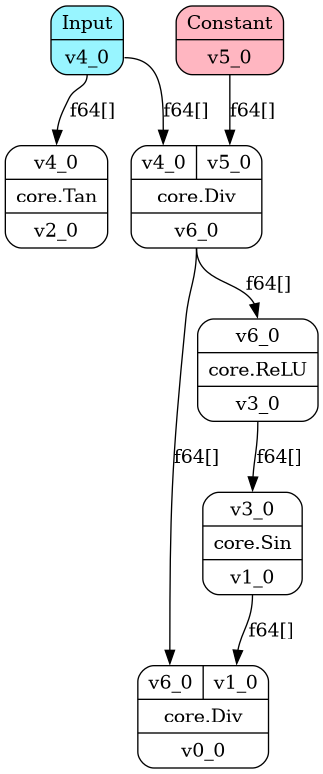 Input
v4_0
Constant
v5_0
f64[]
f64[]
f64[]
v4_0
core.Tan
v2_0
v4_0 v5_0
core.Div
v6_0
f64[]
v6_0
core.ReLU
v3_0
f64[]
f64[]
v3_0
core.Sin
v1_0
f64[]
v6_0 v1_0
core.Div
v0_0